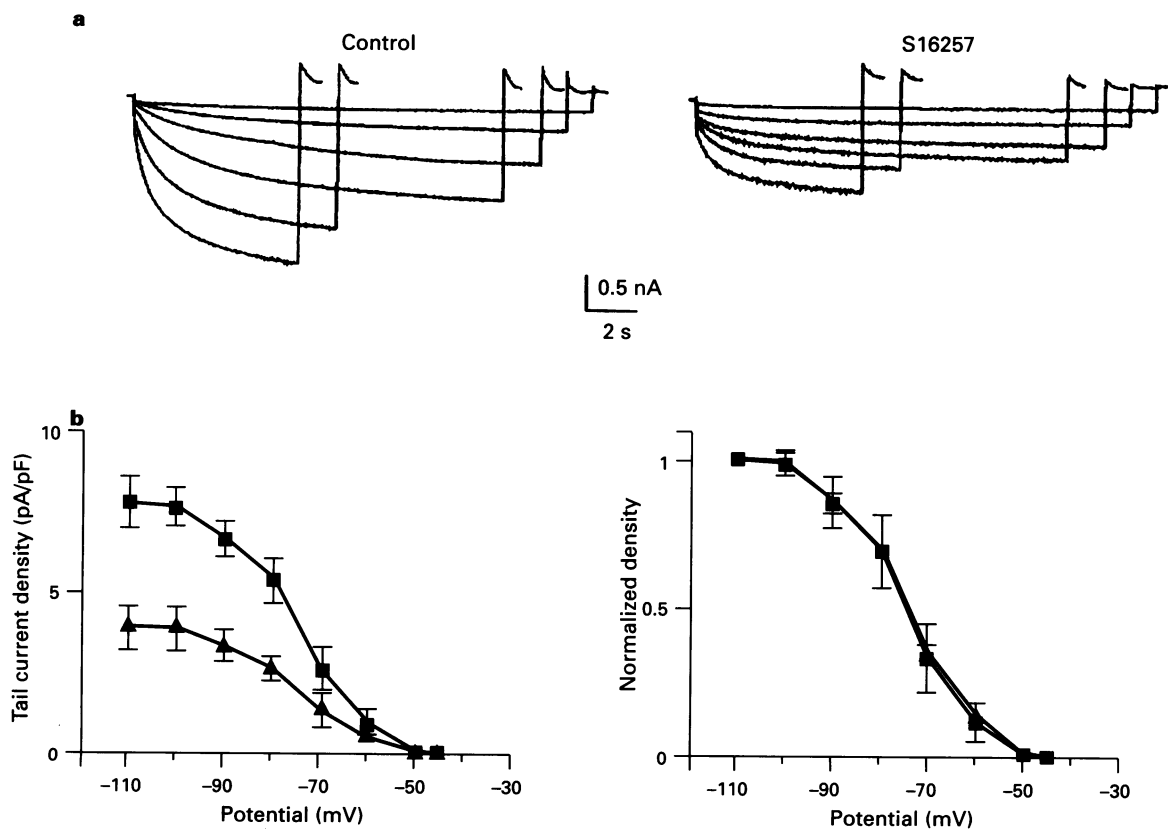 a
Control
S16257
0.5 nA
2 s
b
10
5
0
Tail current density (pA/pF)
−110
−90
−70
−50
−30
Potential (mV)
1
0.5
0
Normalized density
−110
−90
−70
−50
−30
Potential (mV)